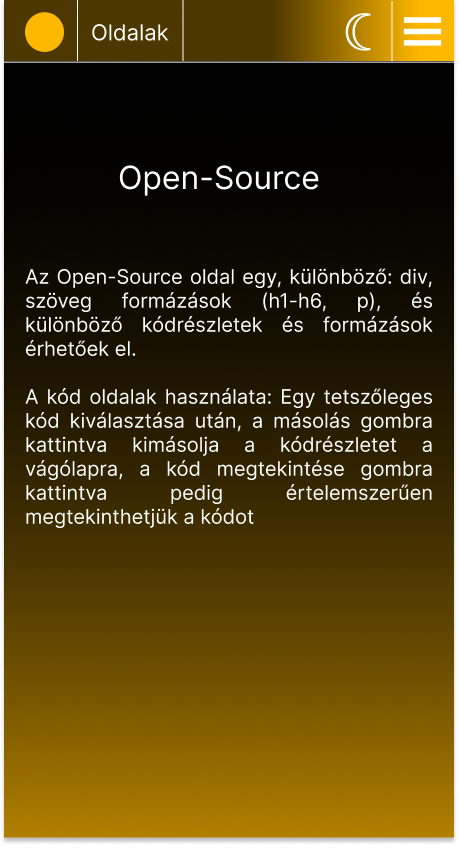 Oldalak
Open-Source
Az Open-Source oldal egy, különböző: div,
szöveg formázások (h1-h6, p), és
különböző kódrészletek és formázások
érhetőek el.
A kód oldalak használata: Egy tetszőleges
kód kiválasztása után, a másolás gombra
kattintva kimásolja a kódrészletet a
vágólapra, a kód megtekintése gombra
kattintva pedig értelemszerűen
megtekinthetjük a kódot